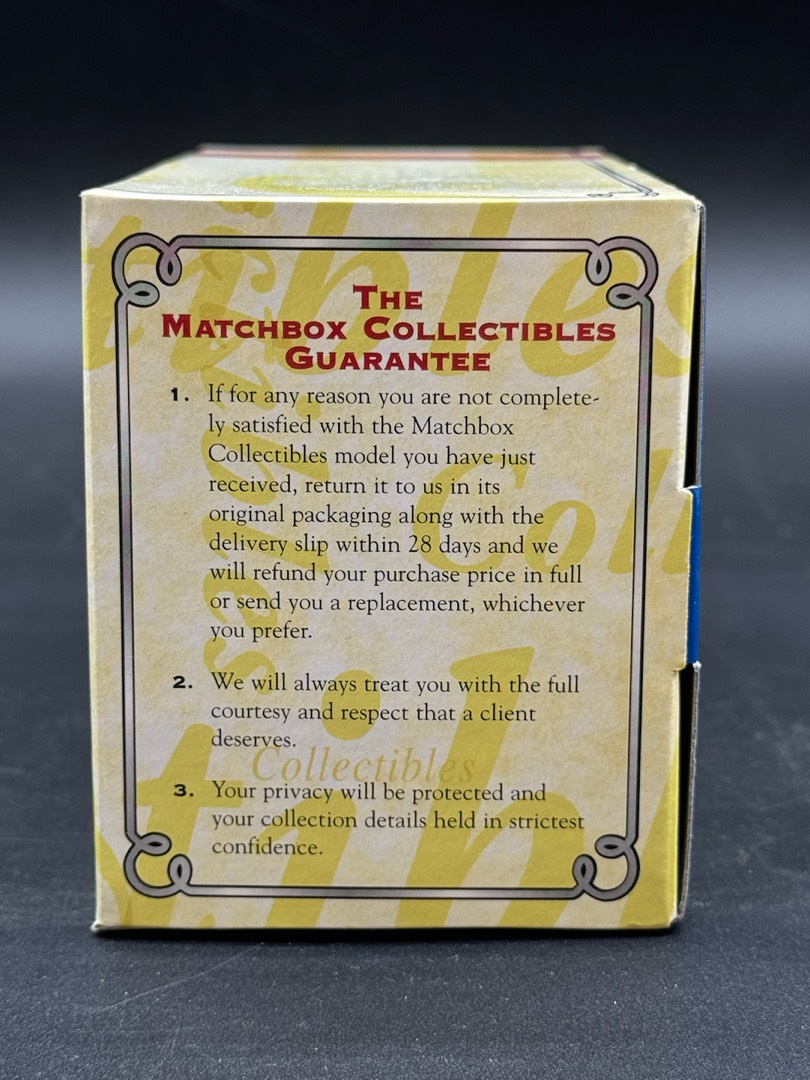 THE
MATCHBOX COLLECTIBLES
GUARANTEE
1. If for any reason you are not complete-
ly satisfied with the Matchbox
Collectibles model you have just
received, return it to us in its
original packaging along with the
delivery slip within 28 days and we
will refund your purchase price in full
or send you a replacement, whichever
you prefer.
2. We will always treat you with the full
courtesy and respect that a client
deserves.
Collectibles
3. Your privacy will be protected and
your collection details held in strictest
confidence.